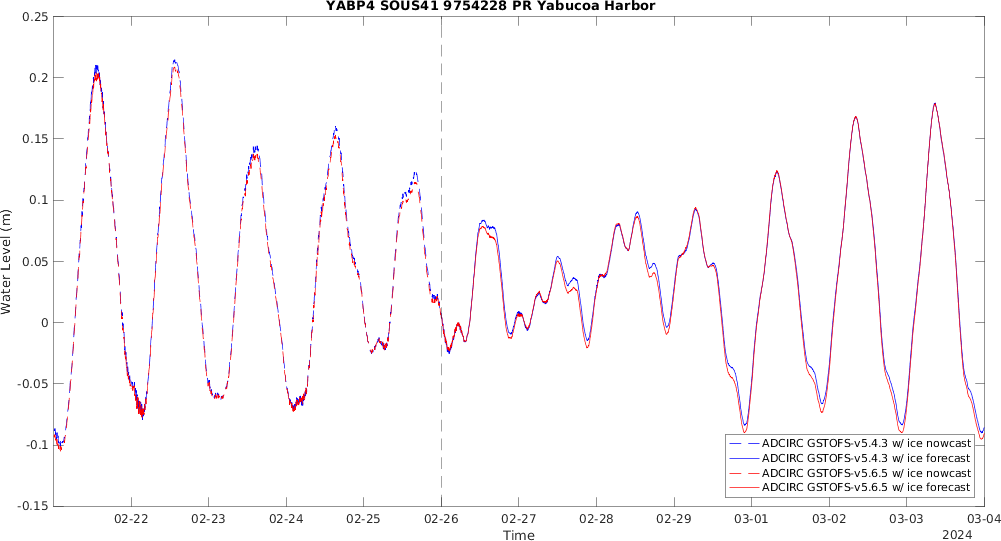 YABP4 SOUS41 9754228 PR Yabucoa Harbor
0.25
0.2
0.15
0.1
0.05
0
-0.05
-0.1
-0.15
Water Level (m)
02-22 02-23 02-24 02-25 02-26 02-27 02-28 02-29 03-01 03-02 03-03 03-04
Time
2024
ADCIRC GSTOFS-v5.4.3 w/ ice nowcast
ADCIRC GSTOFS-v5.4.3 w/ ice forecast
ADCIRC GSTOFS-v5.6.5 w/ ice nowcast
ADCIRC GSTOFS-v5.6.5 w/ ice forecast